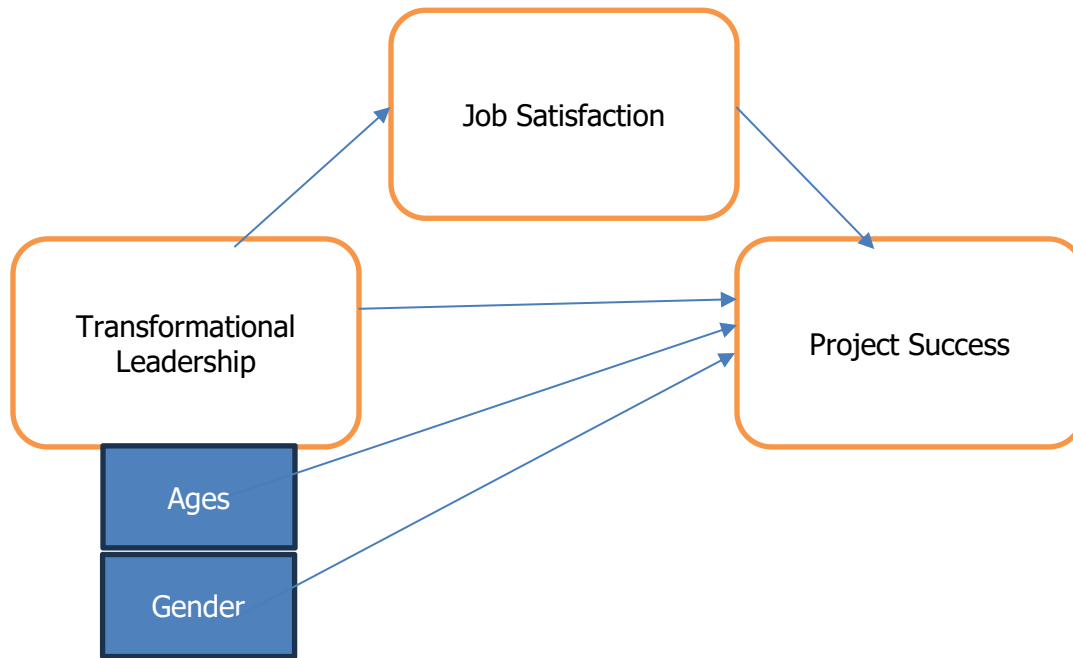 Job Satisfaction
Transformational
Leadership
Project Success
Ages
Gender